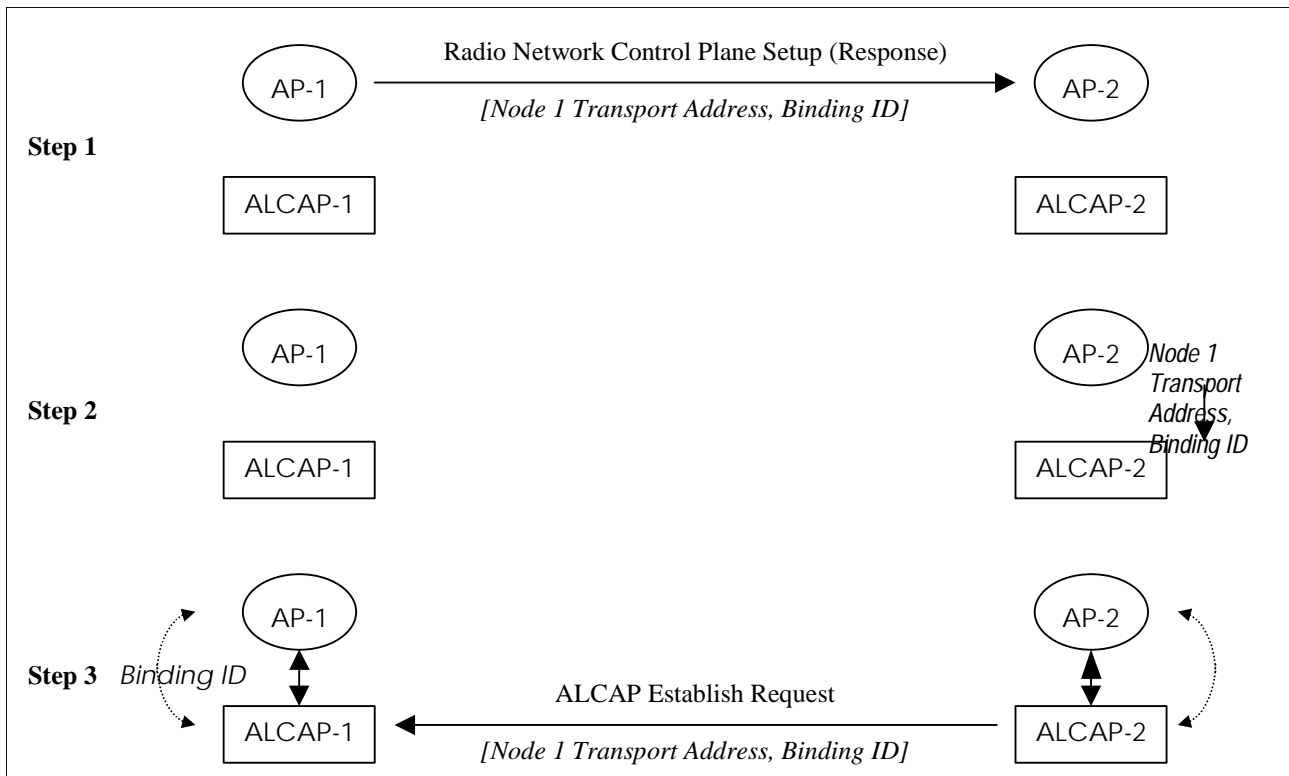 Radio Network Control Plane Setup (Response)
AP-1
AP-2
[Node 1 Transport Address, Binding ID]
Step 1
ALCAP-1
ALCAP-2
AP-1
AP-2
Node 1
Transport
Address,
Binding ID
Step 2
ALCAP-1
ALCAP-2
AP-1
AP-2
Step 3
Binding ID
ALCAP Establish Request
ALCAP-1
ALCAP-2
[Node 1 Transport Address, Binding ID]